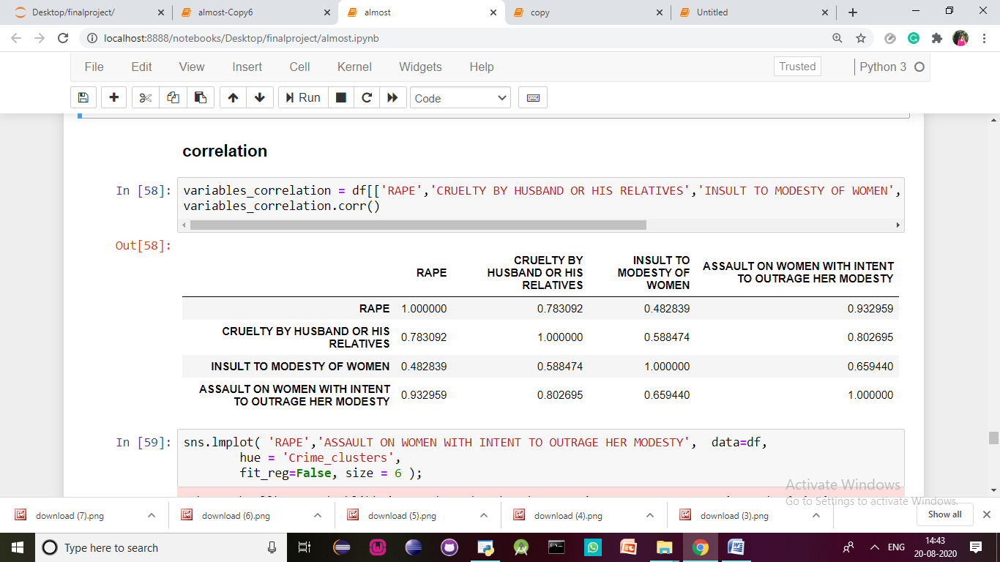 Desktop/finalproject/
almost-Copy6
almost
copy
Untitled
localhost:8888/notebooks/Desktop/finalproject/almost.ipynb
File Edit View Insert Cell Kernel Widgets Help Trusted Python 3
Run Code
correlation
In [58]: variables_correlation = df[['RAPE','CRUELTY BY HUSBAND OR HIS RELATIVES','INSULT TO MODESTY OF WOMEN',
variables_correlation.corr()
Out[58]:
RAPE
CRUELTY BY
HUSBAND OR HIS
RELATIVES
INSULT TO
MODESTY OF
WOMEN
ASSAULT ON WOMEN WITH INTENT
TO OUTRAGE HER MODESTY
RAPE 1.000000 0.783092 0.482839 0.932959
CRUELTY BY HUSBAND OR HIS
RELATIVES 0.783092 1.000000 0.588474 0.802695
INSULT TO MODESTY OF WOMEN 0.482839 0.588474 1.000000 0.659440
ASSAULT ON WOMEN WITH INTENT
TO OUTRAGE HER MODESTY 0.932959 0.802695 0.659440 1.000000
In [59]: sns.lmplot( 'RAPE','ASSAULT ON WOMEN WITH INTENT TO OUTRAGE HER MODESTY', data=df,
hue = 'Crime_clusters',
fit_reg=False, size = 6 );
Activate Windows
Go to Settings to activate Windows.
download (7).png
download (6).png
download (5).png
download (4).png
download (3).png
Show all
Type here to search
ENG
14:43
20-08-2020